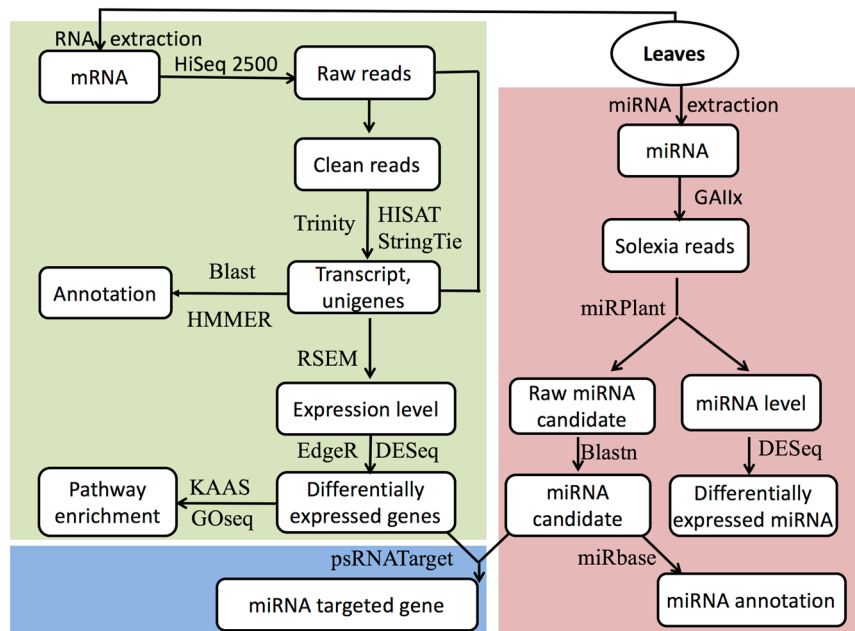 RNA extraction
Leaves
mRNA
HiSeq 2500
Raw reads
miRNA extraction
Clean reads
miRNA
GAIIx
Trinity
HISAT
StringTie
Solexia reads
Blast
Annotation
HMMER
Transcript,
unigenes
miRPlant
RSEM
Expression level
Raw miRNA
candidate
miRNA level
EdgeR
DESeq
Blastn
DESeq
Pathway
enrichment
KAAS
GOseq
Differentially
expressed genes
miRNA
candidate
Differentially
expressed miRNA
psRNATarget
miRbase
miRNA targeted gene
miRNA annotation